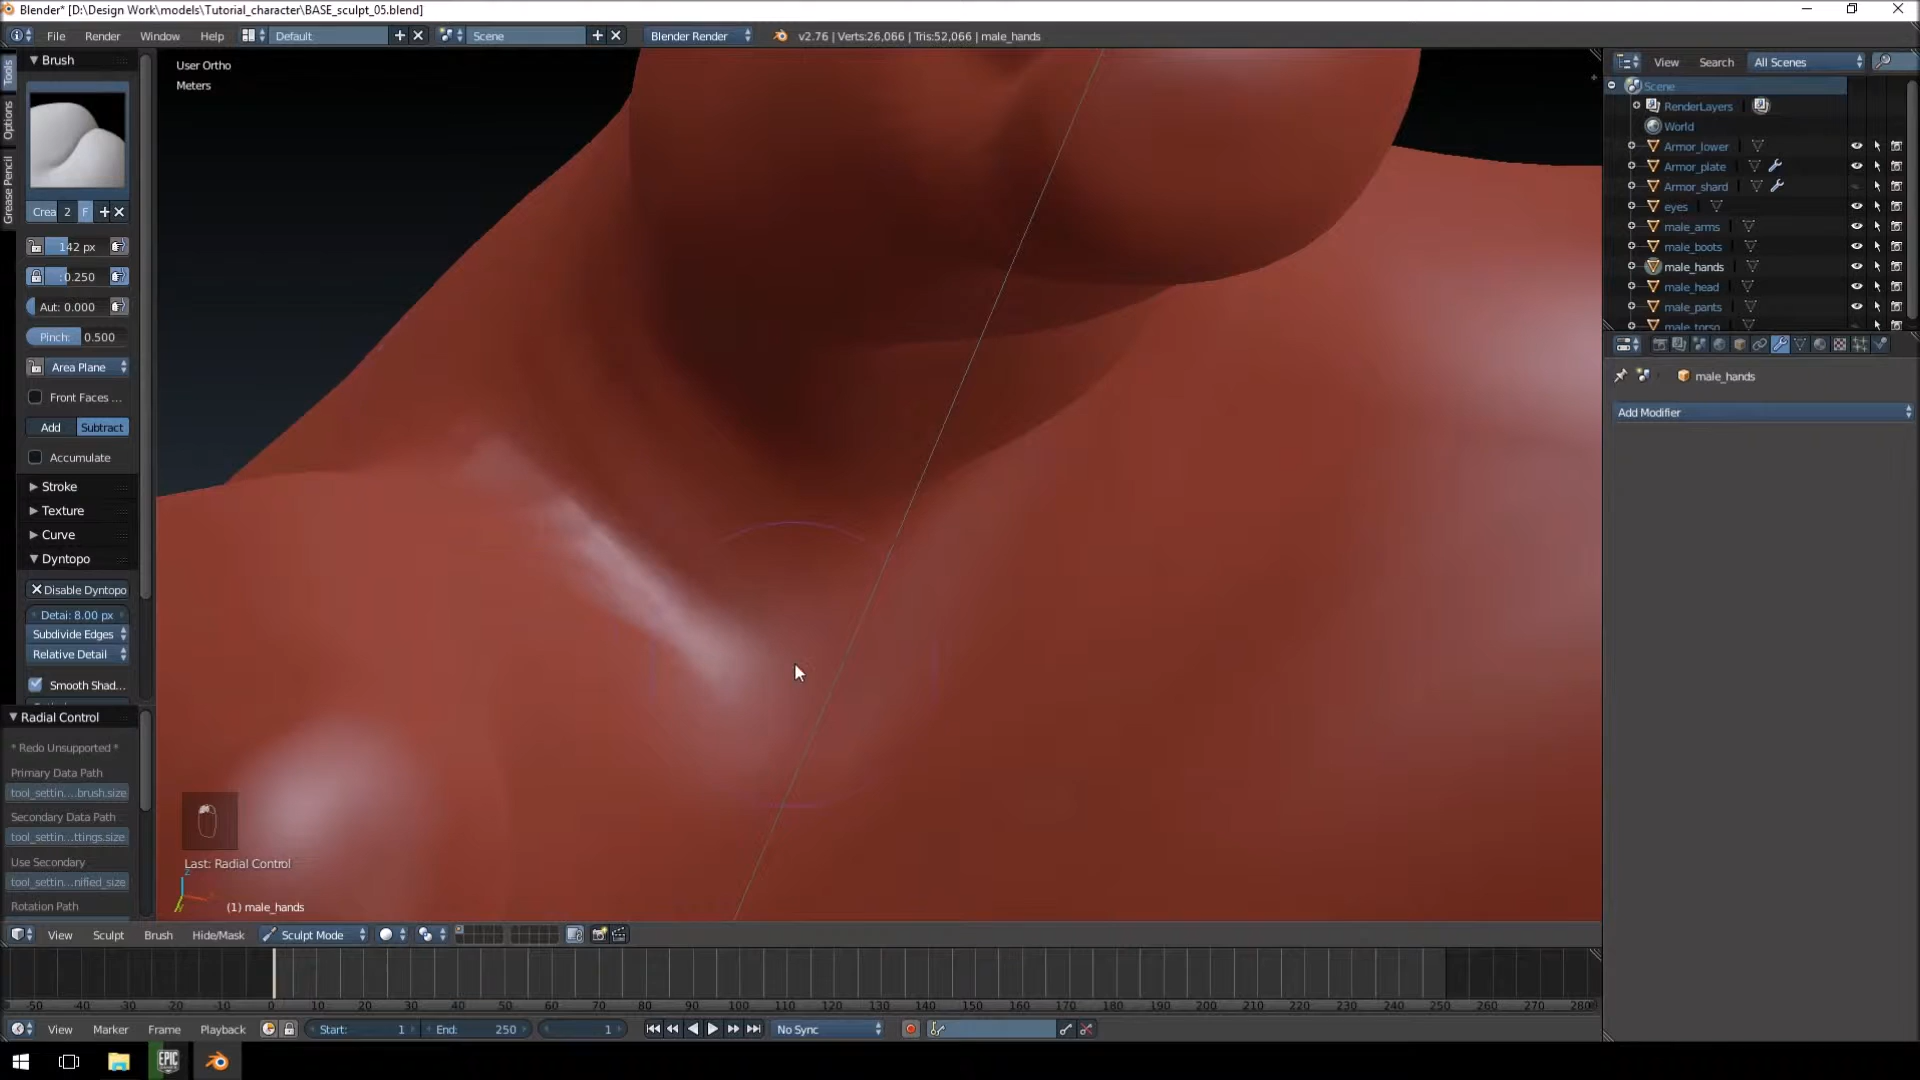 Blender* [D:\Design Work\models\Tutorial_character\BASE_sculpt_05.blend]
File Render Window Help Default Scene Blender Render v2.76 | Verts:26,066 | Tris:52,066 | male_hands
Tools
Options
Grease Pencil
Brush
Crea 2 F
142 px
:0.250
Aut: 0.000
Pinch: 0.500
Area Plane
Front Faces ...
Add Subtract
Accumulate
Stroke
Texture
Curve
Dyntopo
Disable Dyntopo
Detai: 8.00 px
Subdivide Edges
Relative Detail
Smooth Shad...
Radial Control
* Redo Unsupported *
Primary Data Path
tool_settin....brush.size
Secondary Data Path
tool_settin...ttings.size
Use Secondary
tool_settin...nified_size
Rotation Path
User Ortho
Meters
Last: Radial Control
(1) male_hands
View Search All Scenes
Scene
RenderLayers
World
Armor_lower
Armor_plate
Armor_shard
eyes
male_arms
male_boots
male_hands
male_head
male_pants
male_torso
male_hands
Add Modifier
View Sculpt Brush Hide/Mask Sculpt Mode
-50 -40 -30 -20 -10 0 10 20 30 40 50 60 70 80 90 100 110 120 130 140 150 160 170 180 190 200 210 220 230 240 250 260 270 280
View Marker Frame Playback Start: 1 End: 250 1 No Sync
EPIC